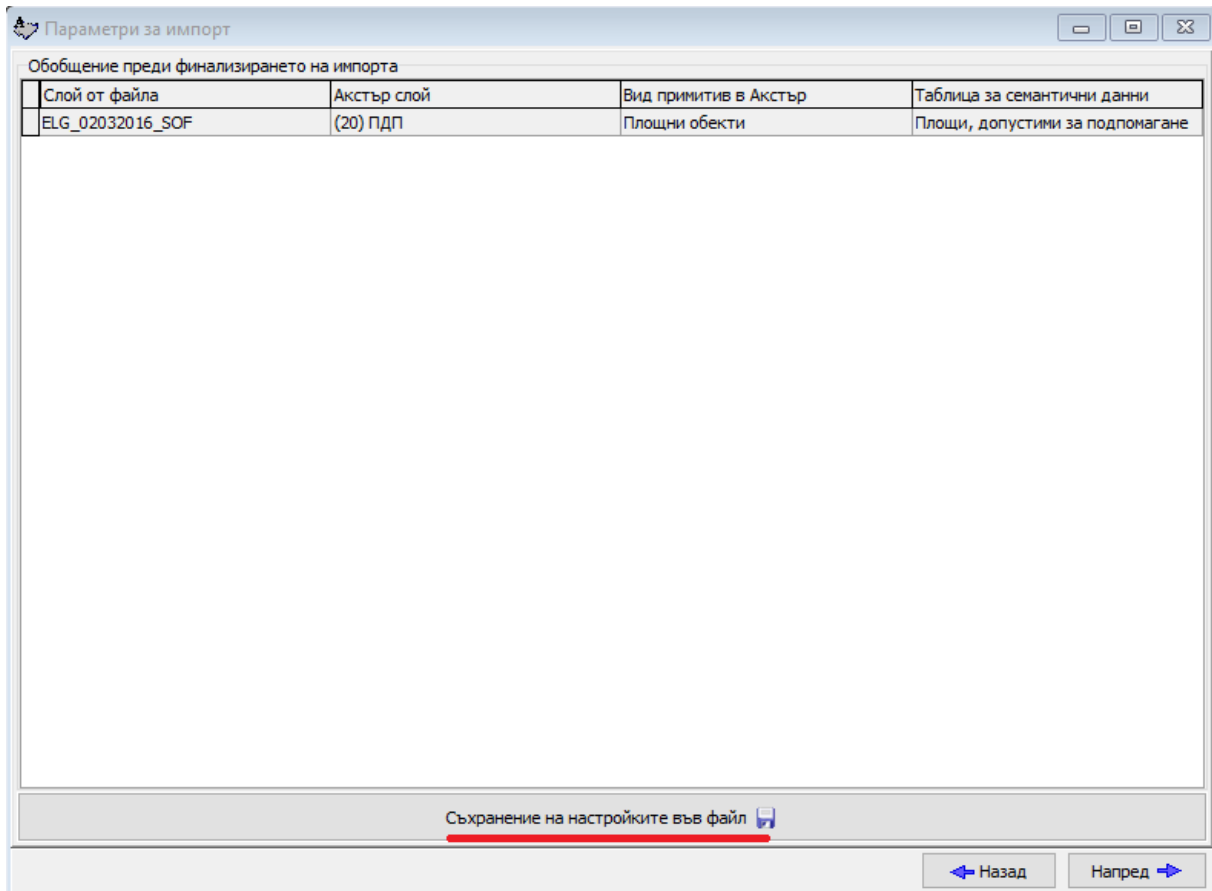 Параметри за импорт
Обобщение преди финализирането на импорта
Слой от файла Акстър слой Вид примитив в Акстър Таблица за семантични данни
ELG_02032016_SOF (20) ПДП Площни обекти Площи, допустими за подпомагане
Съхранение на настройките във файл
Назад Напред